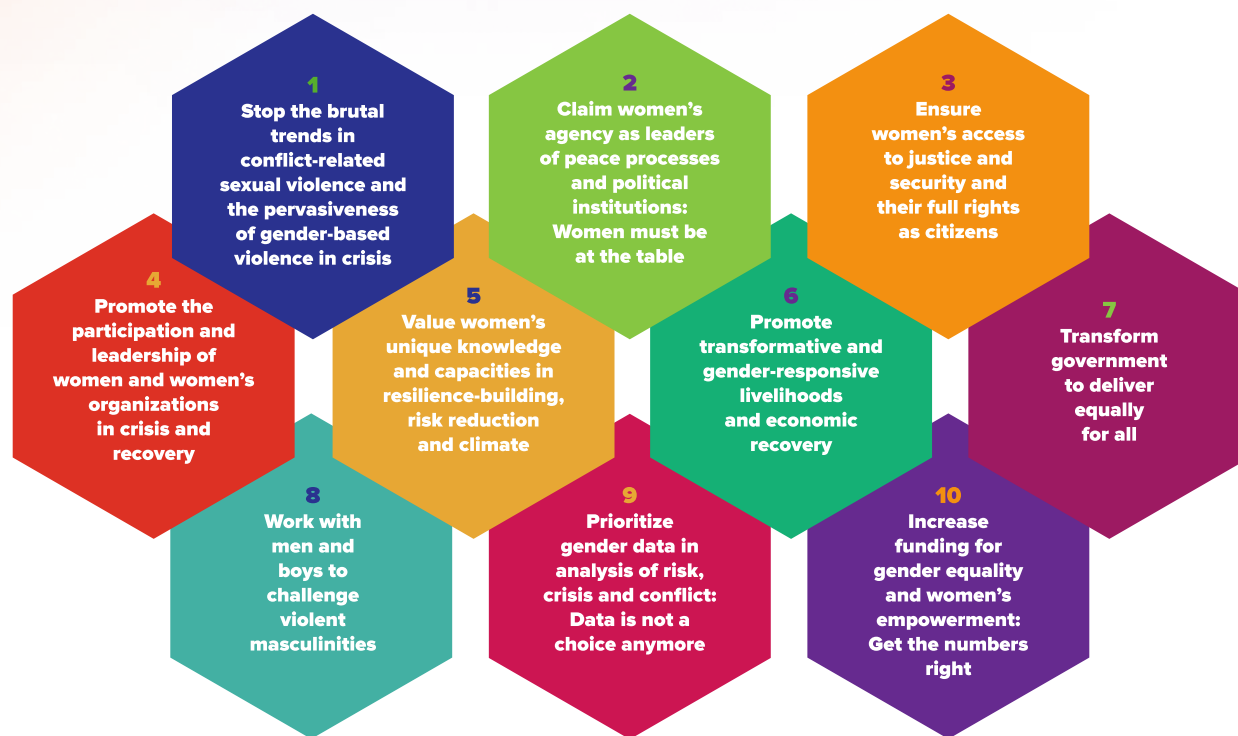 1
Stop the brutal
trends in
conflict-related
sexual violence and
the pervasiveness
of gender-based
violence in crisis
2
Claim women’s
agency as leaders
of peace processes
and political
institutions:
Women must be
at the table
3
Ensure
women’s access
to justice and
security and
their full rights
as citizens
4
Promote the
participation and
leadership of
women and women’s
organizations
in crisis and
recovery
5
Value women’s
unique knowledge
and capacities in
resilience-building,
risk reduction
and climate
6
Promote
transformative and
gender-responsive
livelihoods
and economic
recovery
7
Transform
government
to deliver
equally
for all
8
Work with
men and
boys to
challenge
violent
masculinities
9
Prioritize
gender data in
analysis of risk,
crisis and conflict:
Data is not a
choice anymore
10
Increase
funding for
gender equality
and women’s
empowerment:
Get the numbers
right